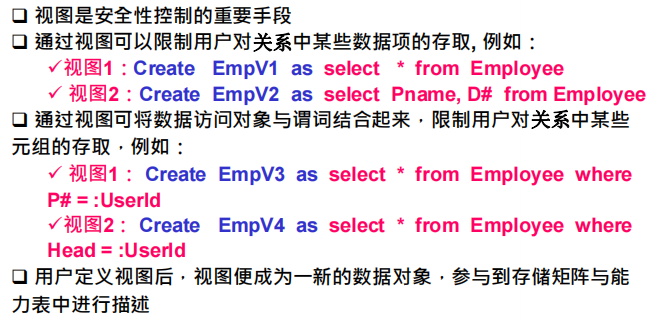 ❑ 视图是安全性控制的重要手段
❑ 通过视图可以限制用户对关系中某些数据项的存取, 例如：
✓视图1：Create EmpV1 as select * from Employee
✓ 视图2：Create EmpV2 as select Pname, D# from Employee
❑ 通过视图可将数据访问对象与谓词结合起来，限制用户对关系中某些
元组的存取，例如：
✓ 视图1： Create EmpV3 as select * from Employee where
P# = :UserId
✓视图2： Create EmpV4 as select * from Employee where
Head = :UserId
❑ 用户定义视图后，视图便成为一新的数据对象，参与到存储矩阵与能
力表中进行描述